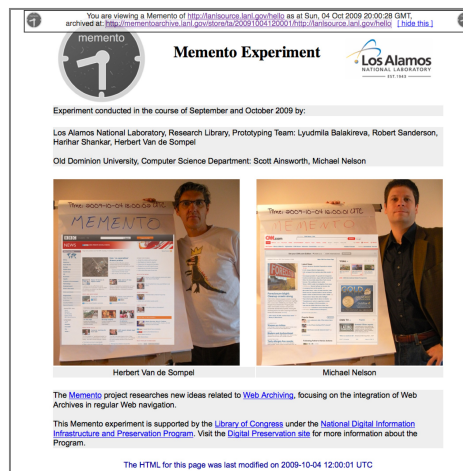 You are viewing a Memento of http://lanlsource.lanl.gov/hello as at Sun, 04 Oct 2009 20:00:28 GMT,
archived at: http://mementoarchive.lanl.gov/store/ta/20091004120001/http://lanlsource.lanl.gov/hello [ hide this ]
memento
Memento Experiment
Los Alamos
NATIONAL LABORATORY
EST. 1943
Experiment conducted in the course of September and October 2009 by:
Los Alamos National Laboratory, Research Library, Prototyping Team: Lyudmila Balakireva, Robert Sanderson,
Harihar Shankar, Herbert Van de Sompel
Old Dominion University, Computer Science Department: Scott Ainsworth, Michael Nelson
Time: 2009-10-04 12:00:00 UTC
MEMENTO
NEWS
Time: 2009-10-04 12:00:01 UTC
MEMENTO
CNN.com
FORECLOSURE
Herbert Van de Sompel
Michael Nelson
The Memento project researches new ideas related to Web Archiving, focusing on the integration of Web
Archives in regular Web navigation.
This Memento experiment is supported by the Library of Congress under the National Digital Information
Infrastructure and Preservation Program. Visit the Digital Preservation site for more information about the
Program.
The HTML for this page was last modified on 2009-10-04 12:00:01 UTC